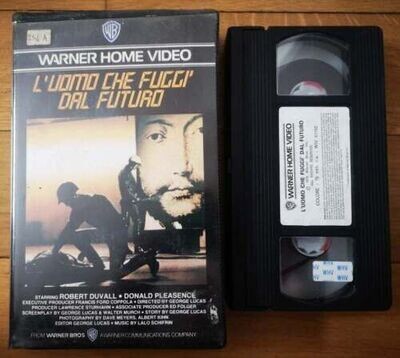 WB
WARNER HOME VIDEO
L'UOMO CHE FUGGI'
DAL FUTURO
STARRING ROBERT DUVALL • DONALD PLEASENCE
EXECUTIVE PRODUCER FRANCIS FORD COPPOLA • DIRECTED BY GEORGE LUCAS
PRODUCER LAWRENCE STURHAHN • ASSOCIATE PRODUCER ED FOLGER
SCREENPLAY BY GEORGE LUCAS & WALTER MURCH • STORY BY GEORGE LUCAS
PHOTOGRAPHY BY DAVE MEYERS, ALBERT KIHN
EDITOR GEORGE LUCAS • MUSIC BY LALO SCHIFRIN
FROM WARNER BROS A WARNER COMMUNICATIONS COMPANY
WARNER HOME VIDEO
L'UOMO CHE FUGGI' DAL FUTURO
COLORE